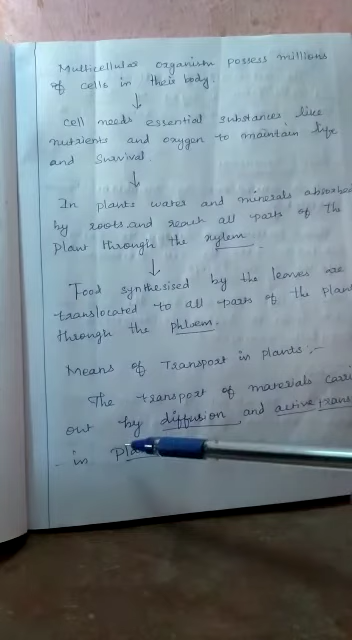 Multicellular organism possess millions
of cells in their body.
cell needs essential substances like
nutrients and oxygen to maintain life
and Survival.
In plants water and minerals absorbed
by roots and reach all parts of the
plant through the xylem.
Food synthesised by the leaves are
translocated to all parts of the plant
through the phloem.
Means of Transport in plants:-
The transport of materials carri
out by diffusion and active trans
in